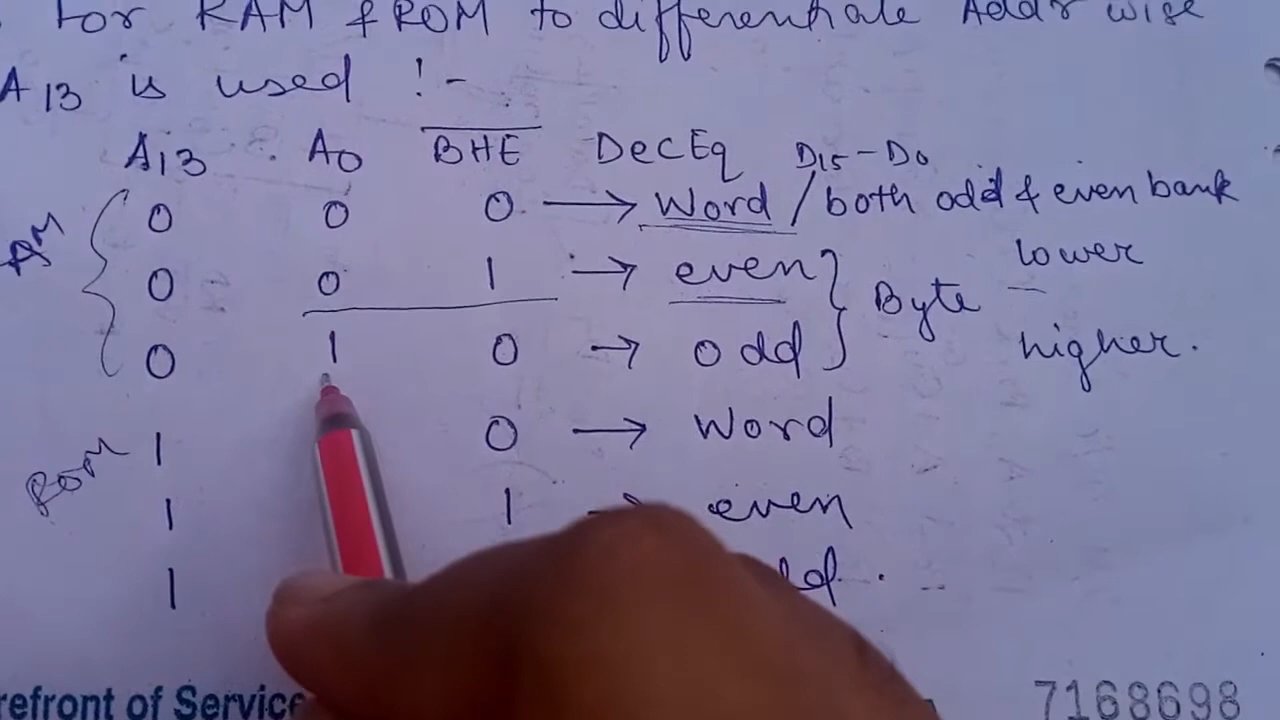 For RAM & ROM to differentiate Addr wise
A13 is used !-
A13 A0 BHE DecEq D15-D0
RAM
0 0 0 → Word / both odd & even bank
0 0 1 → even } Byte lower –
0 1 0 → odd higher.
ROM
1 0 → Word
1 1 → even
1
refront of Service 7168698